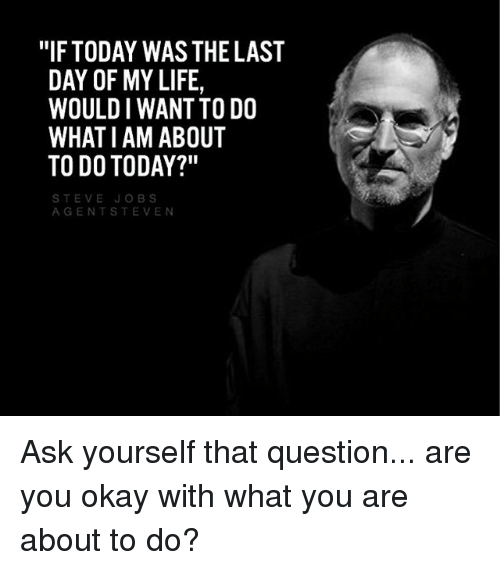 "IF TODAY WAS THE LAST
DAY OF MY LIFE,
WOULD I WANT TO DO
WHAT I AM ABOUT
TO DO TODAY?"
STEVE JOBS
AGENTSTEVEN
Ask yourself that question... are
you okay with what you are
about to do?